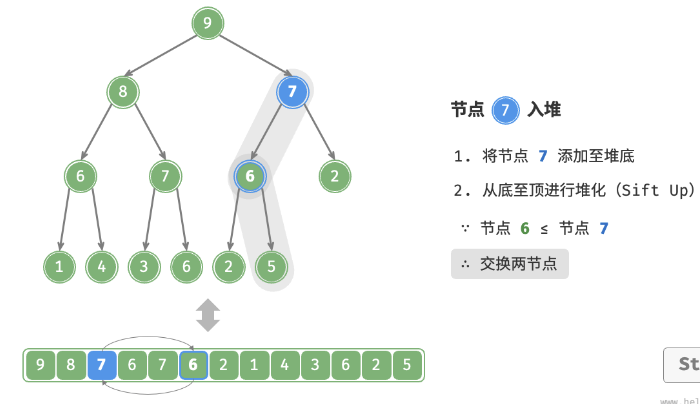 9
8 7
节点 7 入堆
1. 将节点 7 添加至堆底
6 7 6 2
2. 从底至顶进行堆化（Sift Up）
∵ 节点 6 ≤ 节点 7
1 4 3 6 2 5
∴ 交换两节点
9 8 7 6 7 6 2 1 4 3 6 2 5
St